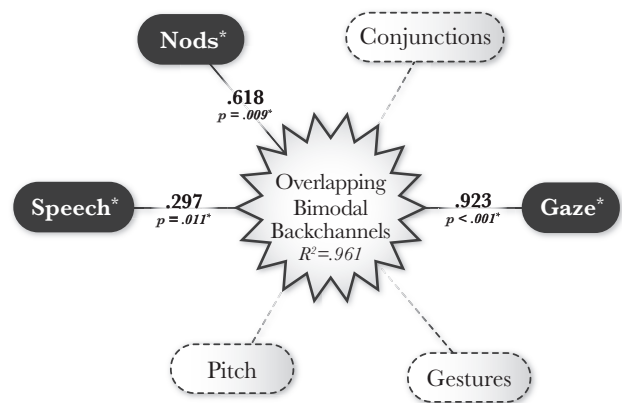 Nods*
Conjunctions
.618
p = .009*
Overlapping
Bimodal
Backchannels
R²=.961
Speech*
.297
p = .011*
.923
p < .001*
Gaze*
Pitch
Gestures